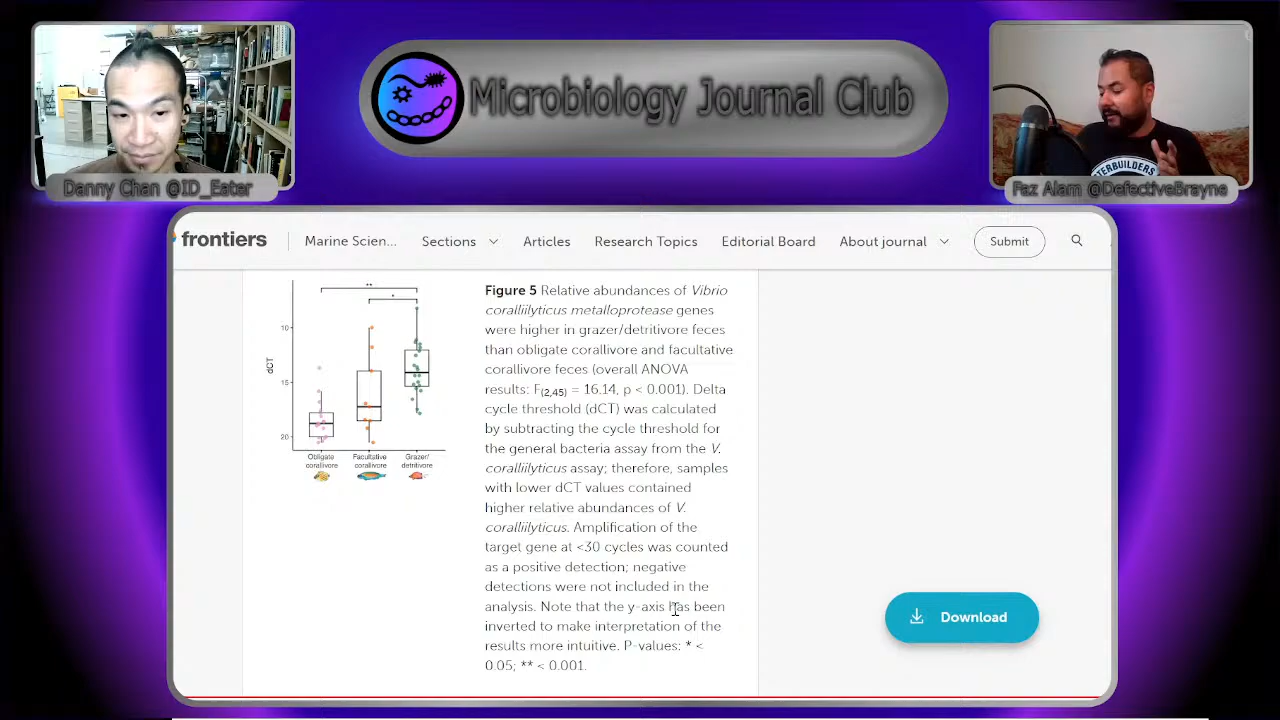 Microbiology Journal Club
Danny Chan @ID_Eater
TERBUILDERS
Faz Alam @DefectiveBrayne
frontiers
Marine Scien...
Sections
Articles
Research Topics
Editorial Board
About journal
Submit
**
*
10
15
20
dCT
Obligate
corallivore
Facultative
corallivore
Grazer/
detritivore
Figure 5 Relative abundances of Vibrio
coralliilyticus metalloprotease genes
were higher in grazer/detritivore feces
than obligate corallivore and facultative
corallivore feces (overall ANOVA
results: F(2,45) = 16.14, p < 0.001). Delta
cycle threshold (dCT) was calculated
by subtracting the cycle threshold for
the general bacteria assay from the V.
coralliilyticus assay; therefore, samples
with lower dCT values contained
higher relative abundances of V.
coralliilyticus. Amplification of the
target gene at <30 cycles was counted
as a positive detection; negative
detections were not included in the
analysis. Note that the y-axis has been
inverted to make interpretation of the
results more intuitive. P-values: * <
0.05; ** < 0.001.
Download